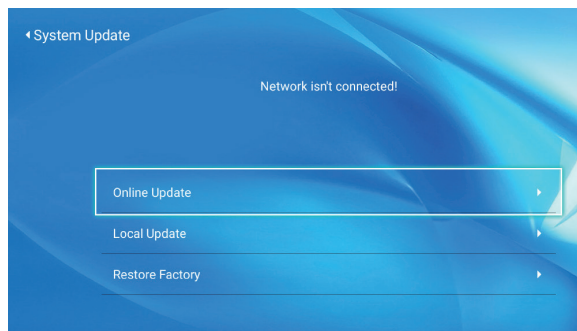 System Update
Network isn't connected!
Online Update
Local Update
Restore Factory